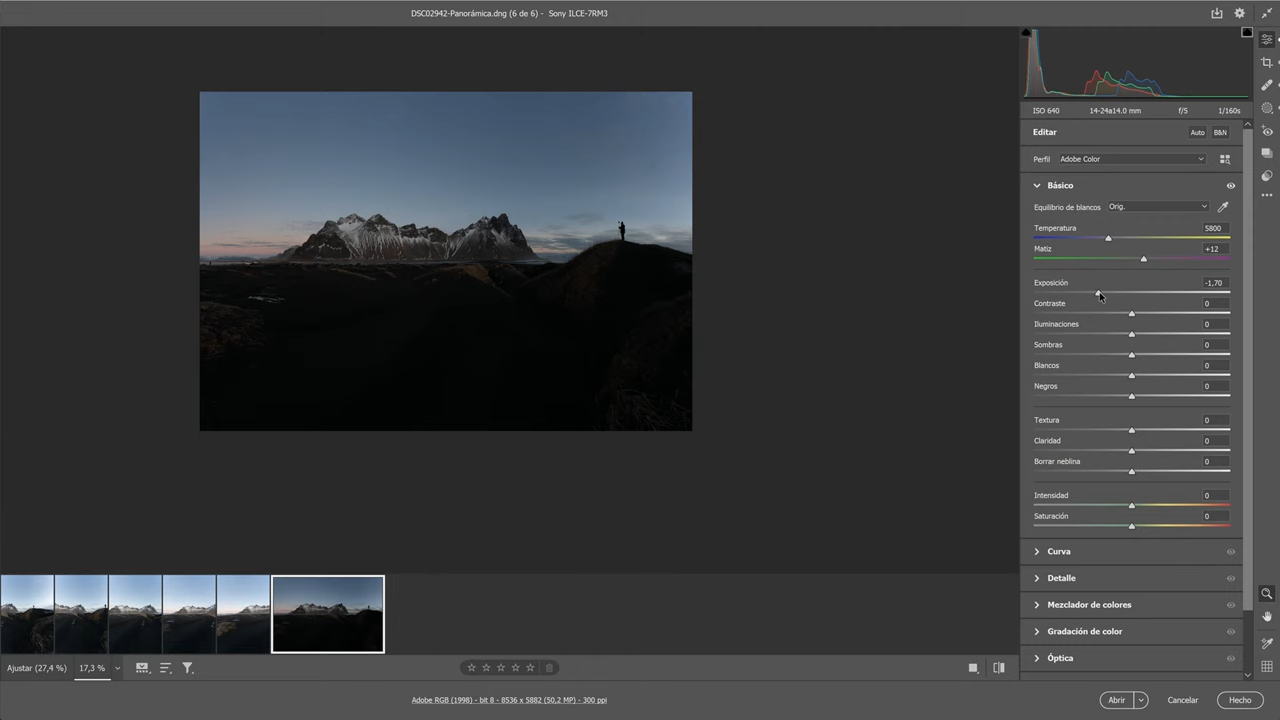 DSC02942-Panorámica.dng (6 de 6) - Sony ILCE-7RM3
ISO 640 14-24a14.0 mm f/5 1/160s
Editar Auto B&N
Perfil Adobe Color
Básico
Equilibrio de blancos Orig.
Temperatura 5800
Matiz +12
Exposición -1,70
Contraste 0
Iluminaciones 0
Sombras 0
Blancos 0
Negros 0
Textura 0
Claridad 0
Borrar neblina 0
Intensidad 0
Saturación 0
Curva
Detalle
Mezclador de colores
Gradación de color
Óptica
Ajustar (27,4 %) 17,3 %
Adobe RGB (1998) - bit 8 - 8536 x 5882 (50,2 MP) - 300 ppi
Abrir Cancelar Hecho